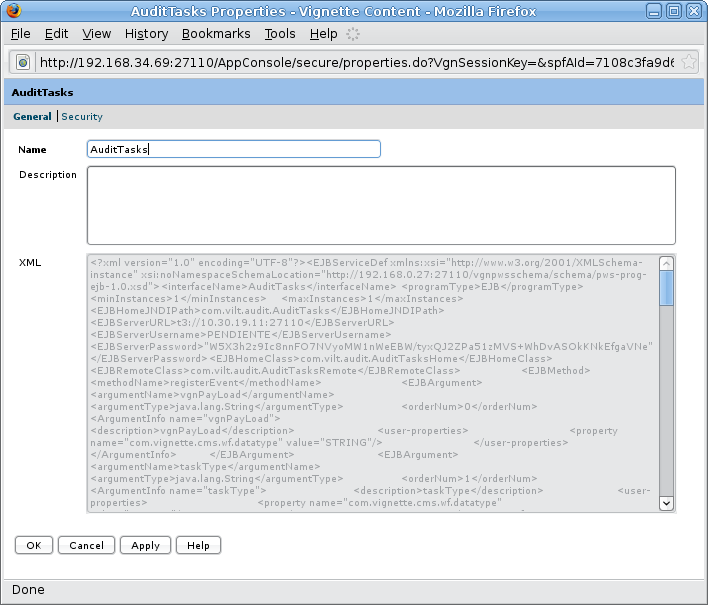 AuditTasks Properties - Vignette Content - Mozilla Firefox
File Edit View History Bookmarks Tools Help
http://192.168.34.69:27110/AppConsole/secure/properties.do?VgnSessionKey=&spfAId=7108c3fa9d6
AuditTasks
General | Security
Name AuditTasks
Description
XML
<?xml version="1.0" encoding="UTF-8"?><EJBServiceDef xmlns:xsi="http://www.w3.org/2001/XMLSchema-
instance" xsi:noNamespaceSchemaLocation="http://192.168.0.27:27110/vgnpwsschema/schema/pws-prog-
ejb-1.0.xsd"> <interfaceName>AuditTasks</interfaceName> <programType>EJB</programType>
<minInstances>1</minInstances> <maxInstances>1</maxInstances>
<EJBHomeJNDIPath>com.vilt.audit.AuditTasks</EJBHomeJNDIPath>
<EJBServerURL>t3://10.30.19.11:27110</EJBServerURL>
<EJBServerUsername>PENDIENTE</EJBServerUsername>
<EJBServerPassword>"W5X3h2z9Ic8nnFO7NVyoMW1nWeEBW/tyxQJ2ZPa51zMVS+WhDvASOkKNkEfgaVNe"
</EJBServerPassword> <EJBHomeClass>com.vilt.audit.AuditTasksHome</EJBHomeClass>
<EJBRemoteClass>com.vilt.audit.AuditTasksRemote</EJBRemoteClass> <EJBMethod>
<methodName>registerEvent</methodName> <EJBArgument>
<argumentName>vgnPayLoad</argumentName>
<argumentType>java.lang.String</argumentType> <orderNum>0</orderNum>
<ArgumentInfo name="vgnPayLoad">
<description>vgnPayLoad</description> <user-properties> <property
name="com.vignette.cms.wf.datatype" value="STRING"/> </user-properties>
</ArgumentInfo> </EJBArgument> <EJBArgument>
<argumentName>taskType</argumentName>
<argumentType>java.lang.String</argumentType> <orderNum>1</orderNum>
<ArgumentInfo name="taskType"> <description>taskType</description> <user-
properties> <property name="com.vignette.cms.wf.datatype"
OK Cancel Apply Help
Done